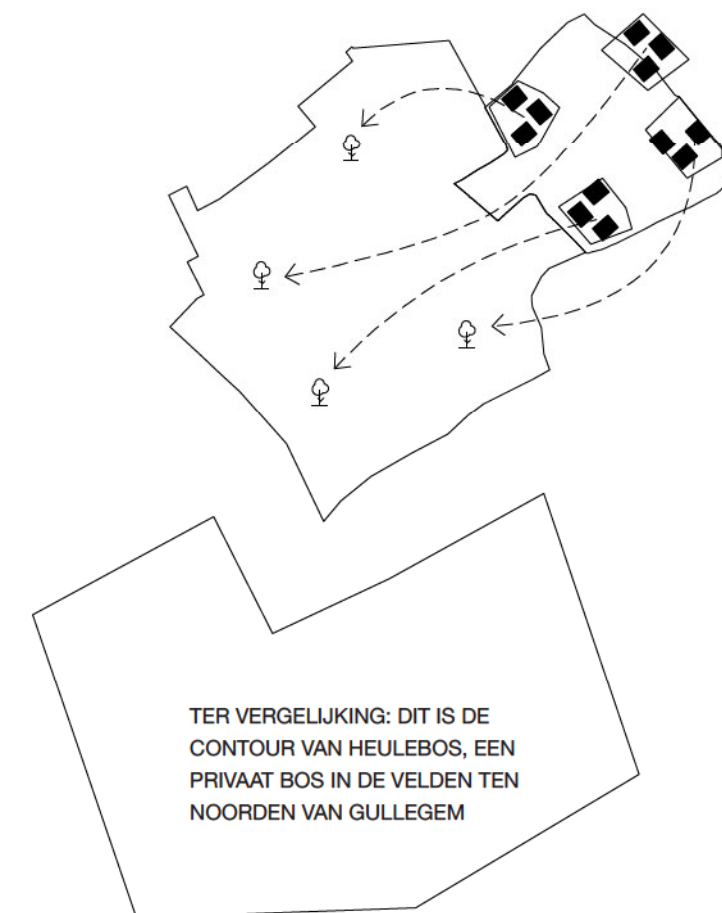 TER VERGELIJKING: DIT IS DE
CONTOUR VAN HEULEBOS, EEN
PRIVAAT BOS IN DE VELDEN TEN
NOORDEN VAN GULLEGEM